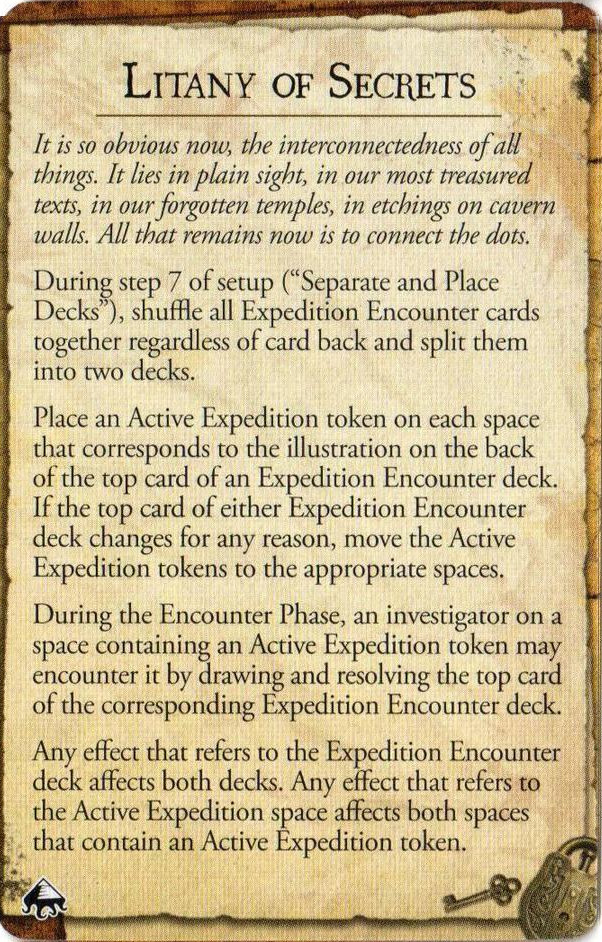 LITANY OF SECRETS
It is so obvious now, the interconnectedness of all
things. It lies in plain sight, in our most treasured
texts, in our forgotten temples, in etchings on cavern
walls. All that remains now is to connect the dots.
During step 7 of setup (“Separate and Place
Decks”), shuffle all Expedition Encounter cards
together regardless of card back and split them
into two decks.
Place an Active Expedition token on each space
that corresponds to the illustration on the back
of the top card of an Expedition Encounter deck.
If the top card of either Expedition Encounter
deck changes for any reason, move the Active
Expedition tokens to the appropriate spaces.
During the Encounter Phase, an investigator on a
space containing an Active Expedition token may
encounter it by drawing and resolving the top card
of the corresponding Expedition Encounter deck.
Any effect that refers to the Expedition Encounter
deck affects both decks. Any effect that refers to
the Active Expedition space affects both spaces
that contain an Active Expedition token.